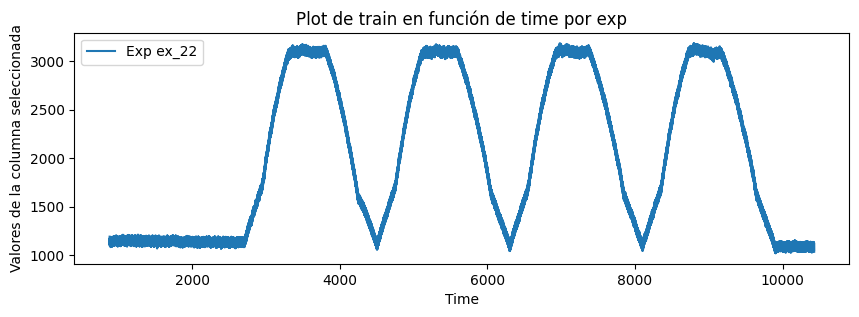 Plot de train en función de time por exp
Exp ex_22
Valores de la columna seleccionada
3000
2500
2000
1500
1000
2000
4000
6000
8000
10000
Time